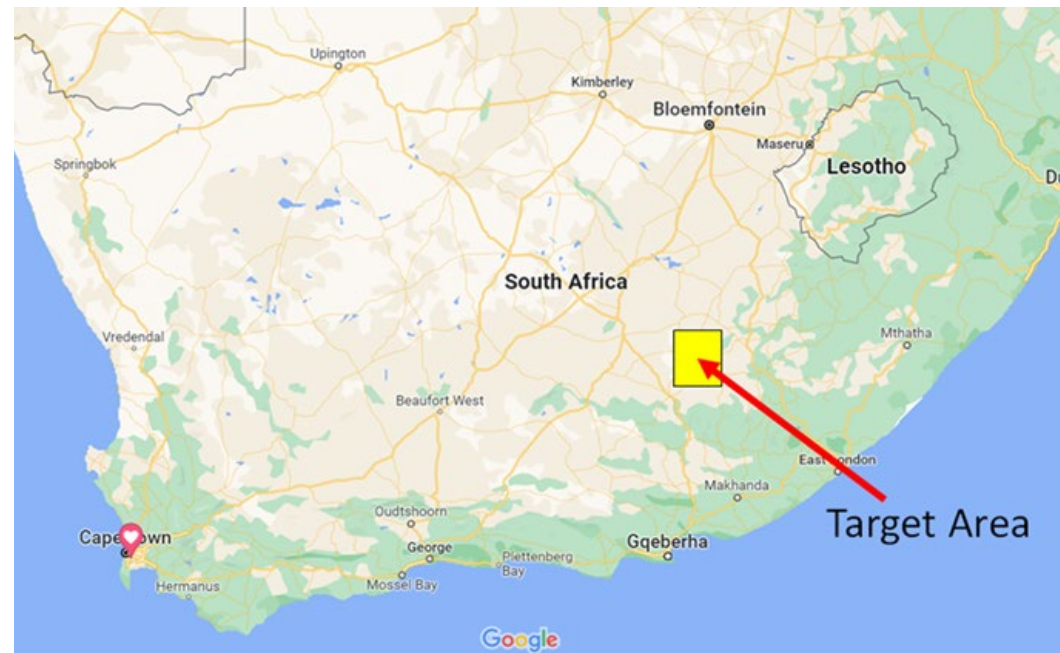 Upington
Kimberley
Bloemfontein
Maseru
Lesotho
Springbok
Du
South Africa
Vredendal
Mthatha
Beaufort West
East London
Makhanda
Oudtshoorn
Target Area
Cape Town
George
Gqeberha
Plettenberg
Bay
Mossel Bay
Hermanus
Google